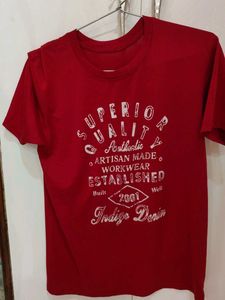 SUPERIOR
QUALITY
Authentic
ARTISAN MADE
WORKWEAR
ESTABLISHED
Built Well
2001
Indigo Denim